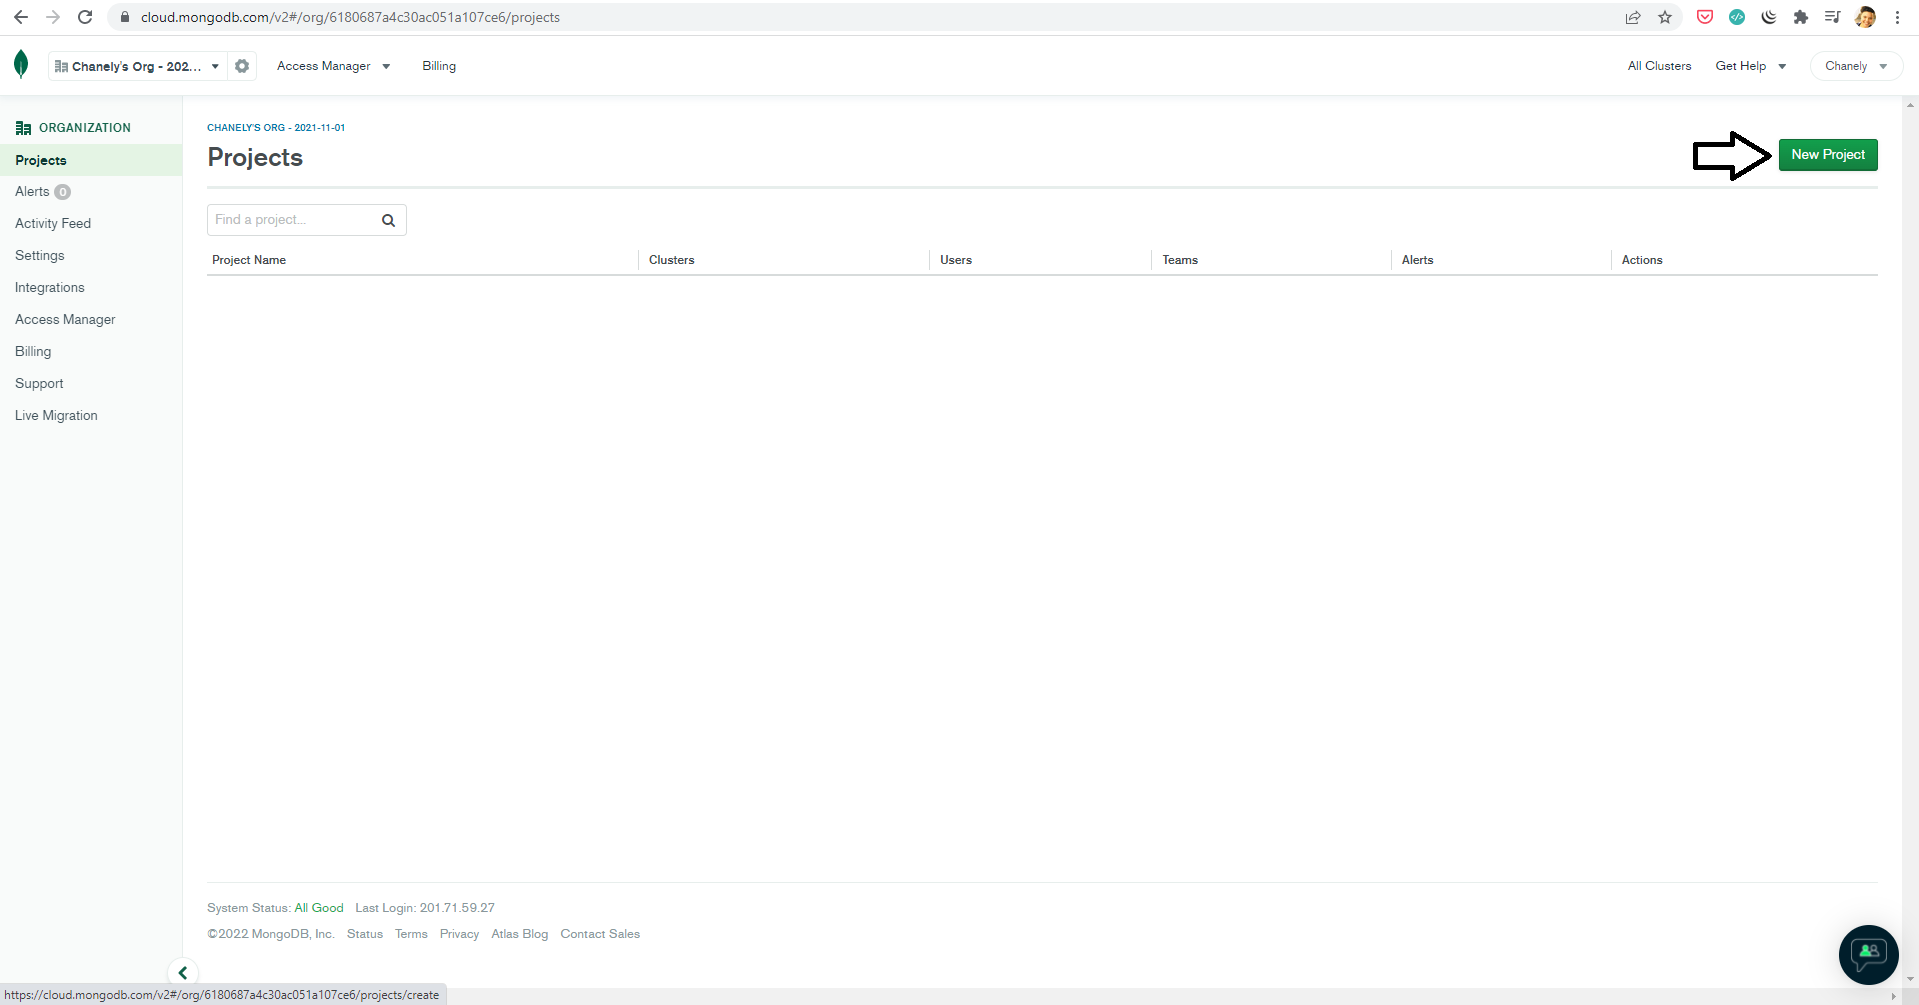 cloud.mongodb.com/v2#/org/6180687a4c30ac051a107ce6/projects
Chanely's Org - 202... Access Manager Billing All Clusters Get Help Chanely
ORGANIZATION
Projects
Alerts 0
Activity Feed
Settings
Integrations
Access Manager
Billing
Support
Live Migration
CHANELY'S ORG - 2021-11-01
Projects
New Project
Find a project...
Project Name Clusters Users Teams Alerts Actions
System Status: All Good Last Login: 201.71.59.27
©2022 MongoDB, Inc. Status Terms Privacy Atlas Blog Contact Sales
https://cloud.mongodb.com/v2#/org/6180687a4c30ac051a107ce6/projects/create